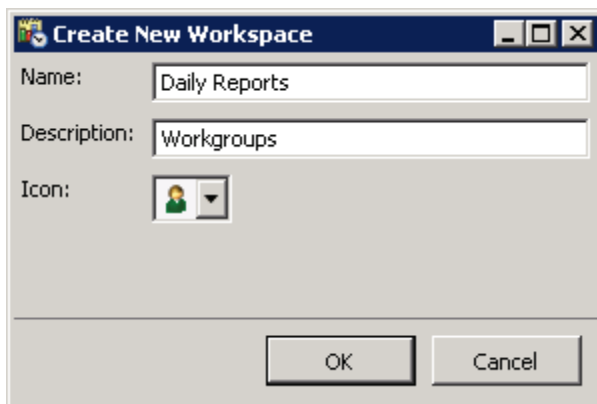 Create New Workspace
Name: Daily Reports
Description: Workgroups
Icon:
OK Cancel